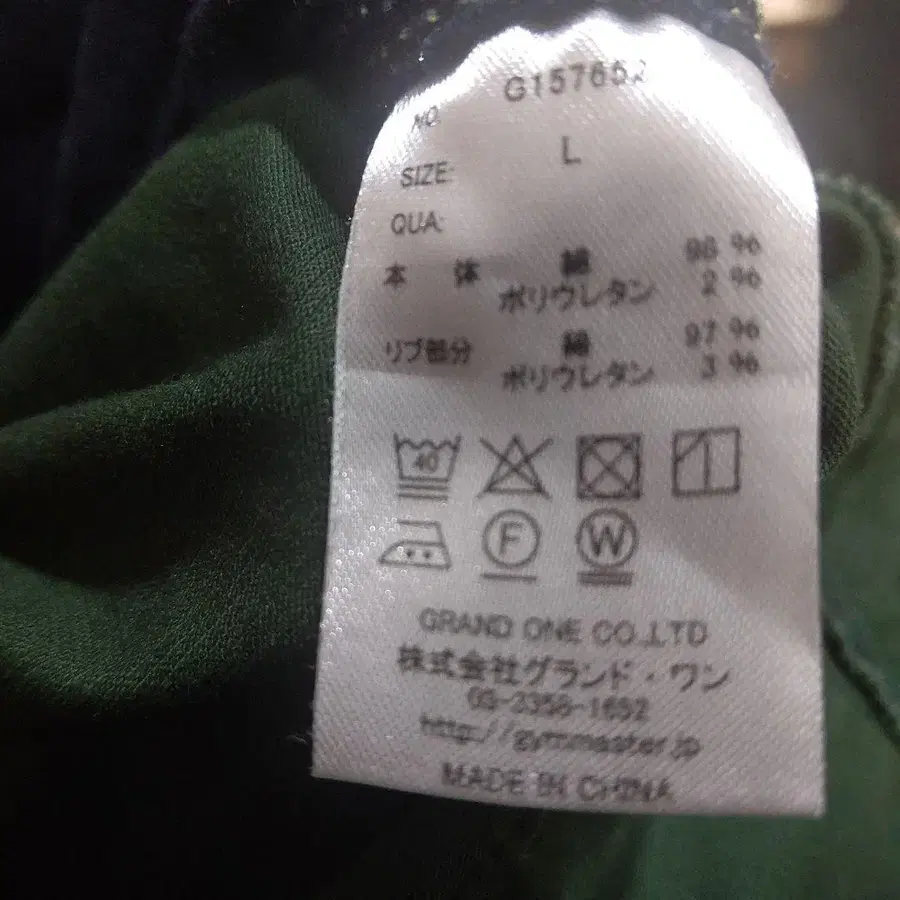 NO. G157652
SIZE: L
QUA:
本 体 綿 98 %
ポリウレタン 2 %
リブ部分 綿 97 %
ポリウレタン 3 %
40
F W
GRAND ONE CO.,LTD
株式会社グランド・ワン
03-3358-1652
http://gymmaster.jp
MADE IN CHINA